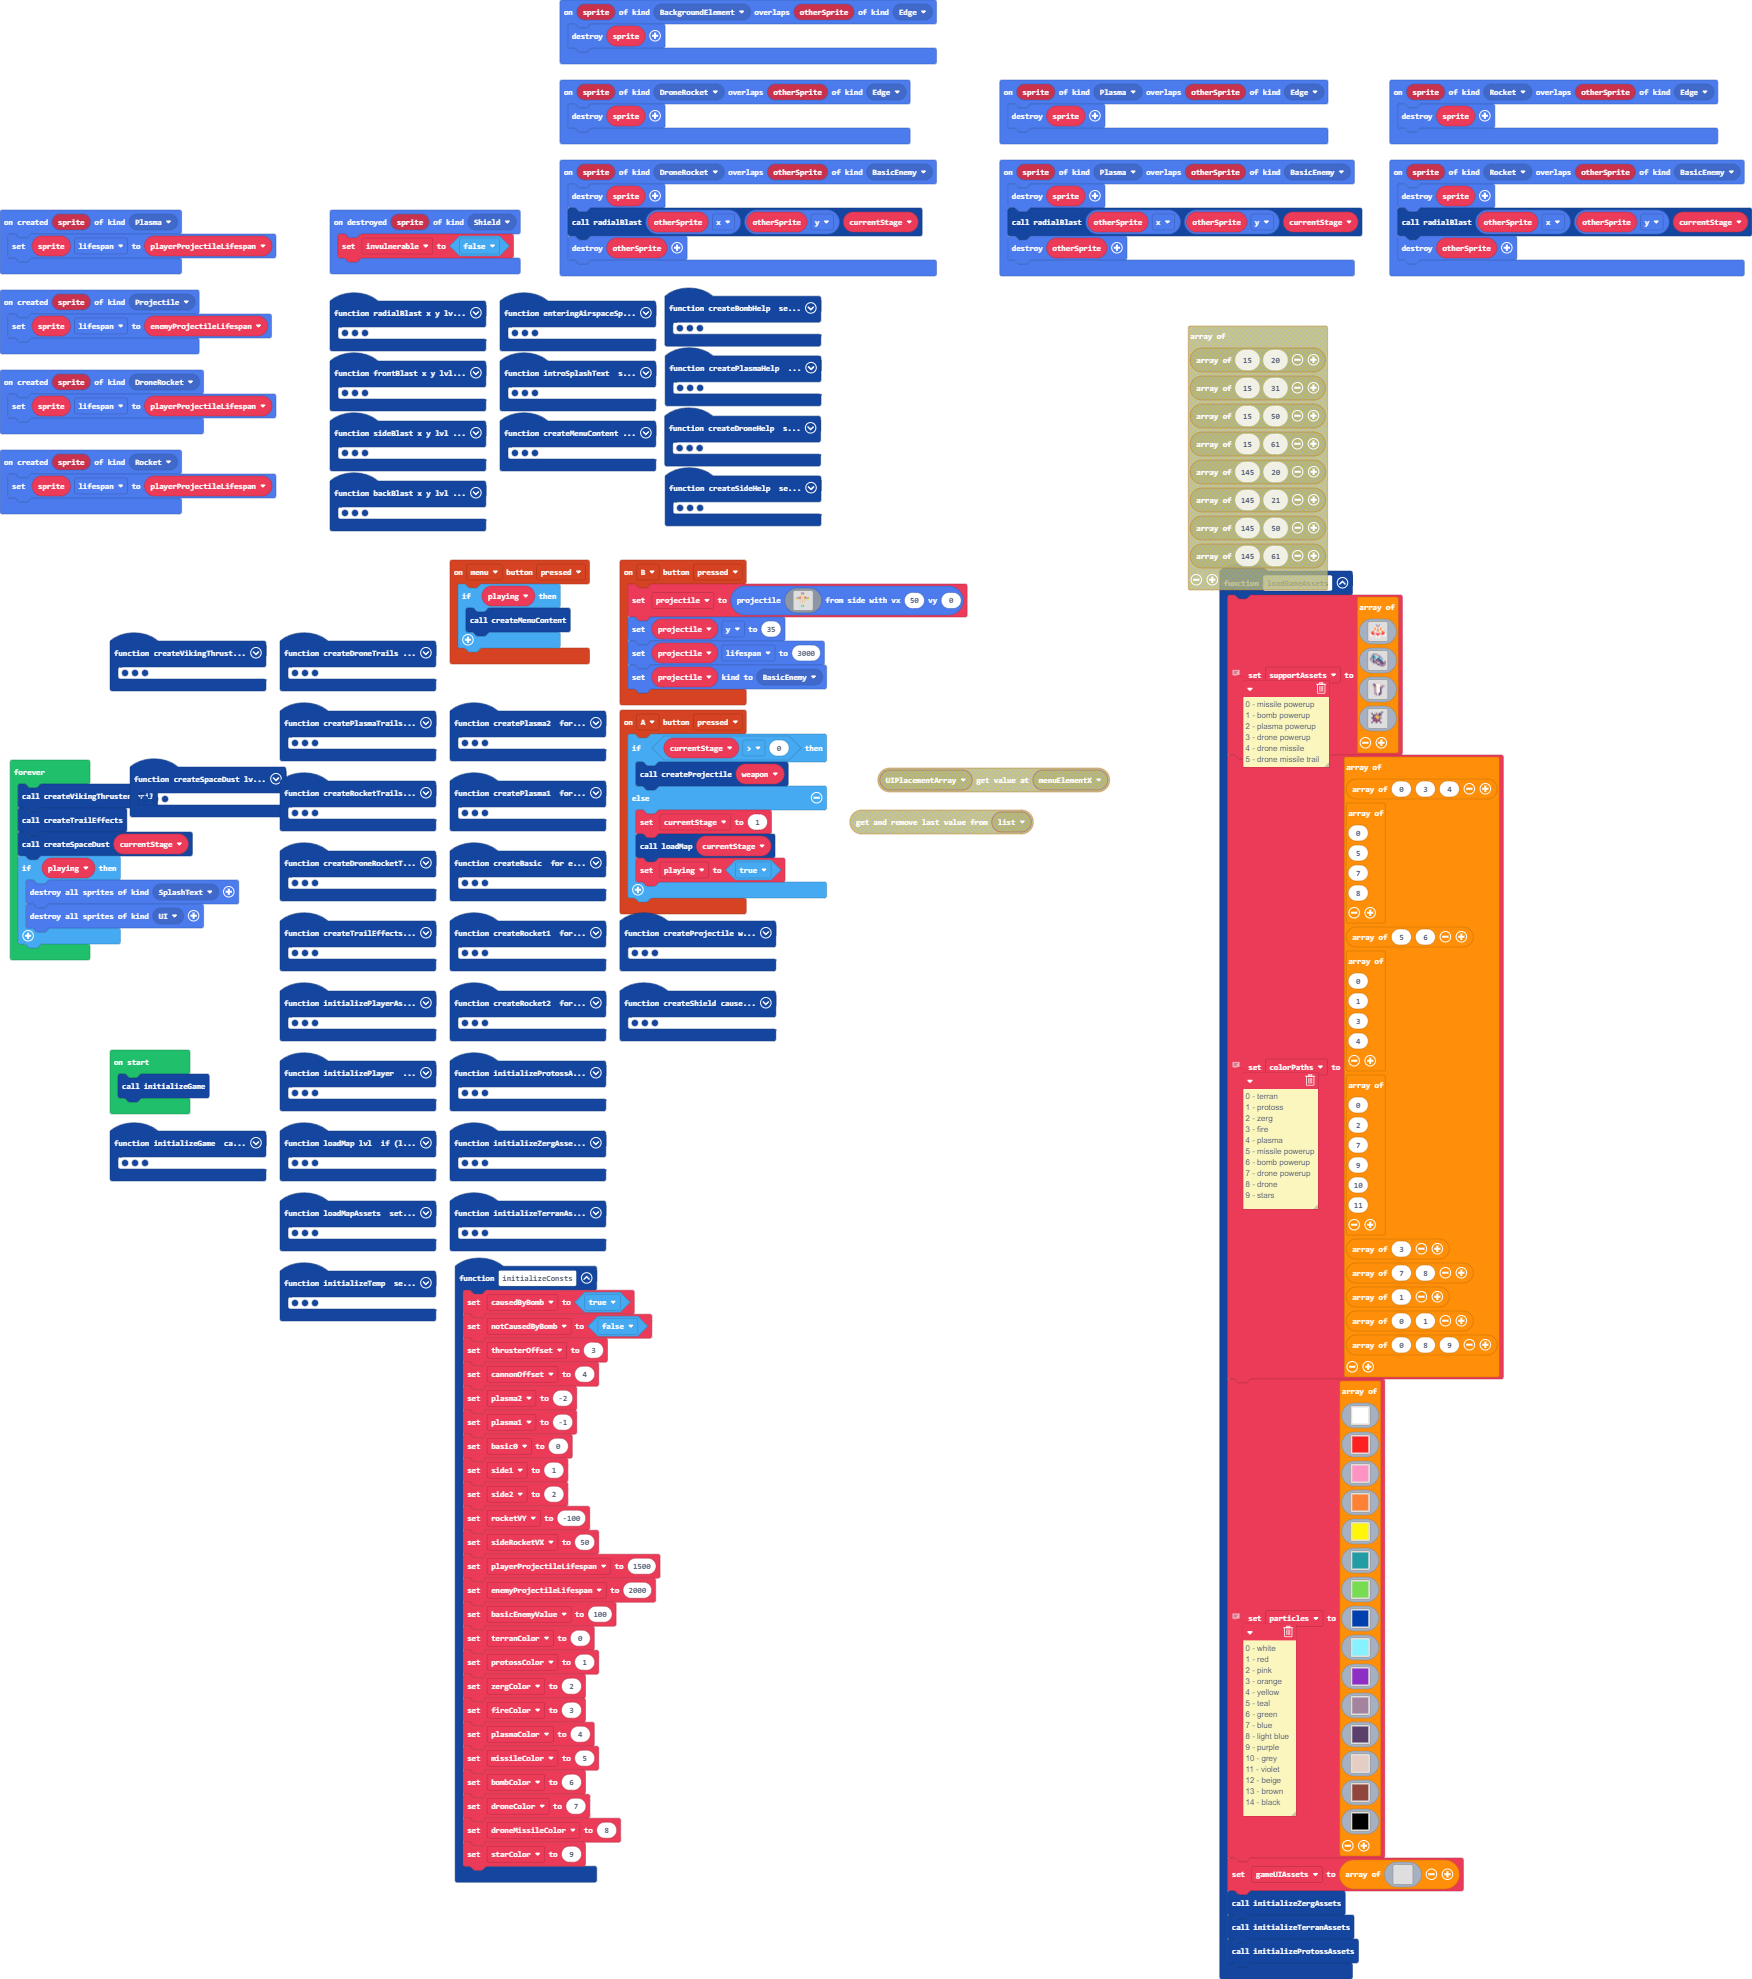 on sprite of kind BackgroundElement overlaps otherSprite of kind Edge
destroy sprite
on sprite of kind DroneRocket overlaps otherSprite of kind Edge
destroy sprite
on sprite of kind Plasma overlaps otherSprite of kind Edge
destroy sprite
on sprite of kind Rocket overlaps otherSprite of kind Edge
destroy sprite
on sprite of kind DroneRocket overlaps otherSprite of kind BasicEnemy
destroy sprite
call radialBlast otherSprite x otherSprite y currentStage
destroy otherSprite
on sprite of kind Plasma overlaps otherSprite of kind BasicEnemy
destroy sprite
call radialBlast otherSprite x otherSprite y currentStage
destroy otherSprite
on sprite of kind Rocket overlaps otherSprite of kind BasicEnemy
destroy sprite
call radialBlast otherSprite x otherSprite y currentStage
destroy otherSprite
on created sprite of kind Plasma
set sprite lifespan to playerProjectileLifespan
on destroyed sprite of kind Shield
set invulnerable to false
on created sprite of kind Projectile
set sprite lifespan to enemyProjectileLifespan
on created sprite of kind DroneRocket
set sprite lifespan to playerProjectileLifespan
on created sprite of kind Rocket
set sprite lifespan to playerProjectileLifespan
function radialBlast x y lv...
function frontBlast x y lvl...
function sideBlast x y lvl ...
function backBlast x y lvl ...
function enteringAirspaceSp...
function introSplashText s...
function createMenuContent ...
function createBombHelp se...
function createPlasmaHelp ...
function createDroneHelp s...
function createSideHelp se...
array of
array of 15 20
array of 15 31
array of 15 50
array of 15 61
array of 145 20
array of 145 21
array of 145 50
array of 145 61
on menu button pressed
if playing then
call createMenuContent
on B button pressed
set projectile to projectile from side with vx 50 vy 0
set projectile y to 35
set projectile lifespan to 3000
set projectile kind to BasicEnemy
on A button pressed
if currentStage > 0 then
call createProjectile weapon
else
set currentStage to 1
call loadMap currentStage
set playing to true
UIPlacementArray get value at menuElementX
get and remove last value from list
function createVikingThrust...
function createSpaceDust lv...
forever
call createVikingThruster
call createTrailEffects
call createSpaceDust currentStage
if playing then
destroy all sprites of kind SplashText
destroy all sprites of kind UI
on start
call initializeGame
function initializeGame ca...
function createDroneTrails ...
function createPlasmaTrails...
function createRocketTrails...
function createDroneRocketT...
function createTrailEffects...
function initializePlayerAs...
function initializePlayer ...
function loadMap lvl if (l...
function loadMapAssets set...
function initializeTemp se...
function createPlasma2 for...
function createPlasma1 for...
function createBasic for e...
function createRocket1 for...
function createRocket2 for...
function initializeProtossA...
function initializeZergAsse...
function initializeTerranAs...
function createProjectile w...
function createShield cause...
function initializeConsts
set causedByBomb to true
set notCausedByBomb to false
set thrusterOffset to 3
set cannonOffset to 4
set plasma2 to -2
set plasma1 to -1
set basic0 to 0
set side1 to 1
set side2 to 2
set rocketVY to -100
set sideRocketVX to 50
set playerProjectileLifespan to 1500
set enemyProjectileLifespan to 2000
set basicEnemyValue to 100
set terranColor to 0
set protossColor to 1
set zergColor to 2
set fireColor to 3
set plasmaColor to 4
set missileColor to 5
set bombColor to 6
set droneColor to 7
set droneMissileColor to 8
set starColor to 9
function loadGameAssets
set supportAssets to array of
0 - missile powerup
1 - bomb powerup
2 - plasma powerup
3 - drone powerup
4 - drone missile
5 - drone missile trail
set colorPaths to array of
array of 0 3 4
array of
0
5
7
8
array of 5 6
array of
0
1
3
4
array of
0
2
7
9
10
11
array of 3
array of 7 8
array of 1
array of 0 1
array of 0 8 9
0 - terran
1 - protoss
2 - zerg
3 - fire
4 - plasma
5 - missile powerup
6 - bomb powerup
7 - drone powerup
8 - drone
9 - stars
set particles to array of
0 - white
1 - red
2 - pink
3 - orange
4 - yellow
5 - teal
6 - green
7 - blue
8 - light blue
9 - purple
10 - grey
11 - violet
12 - beige
13 - brown
14 - black
set gameUIAssets to array of
call initializeZergAssets
call initializeTerranAssets
call initializeProtossAssets